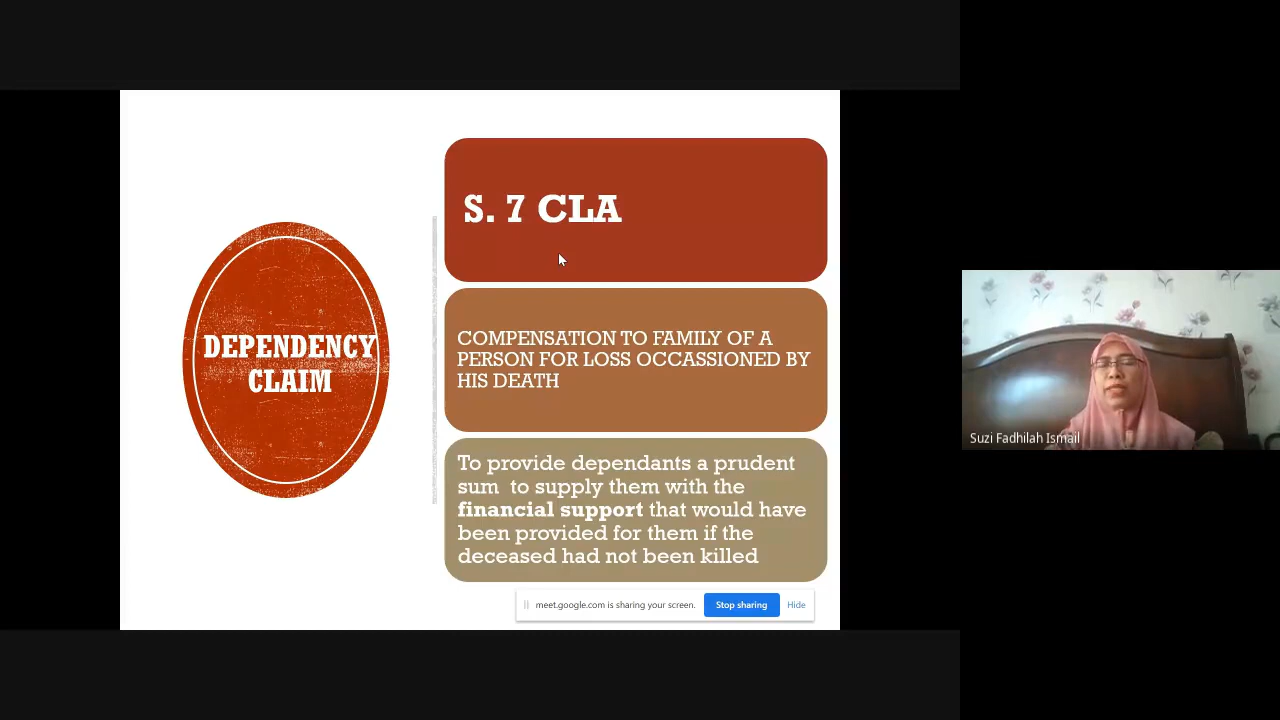 DEPENDENCY
CLAIM
S. 7 CLA
COMPENSATION TO FAMILY OF A
PERSON FOR LOSS OCCASSIONED BY
HIS DEATH
To provide dependants a prudent
sum to supply them with the
financial support that would have
been provided for them if the
deceased had not been killed
meet.google.com is sharing your screen.
Stop sharing
Hide
Suzi Fadhilah Ismail